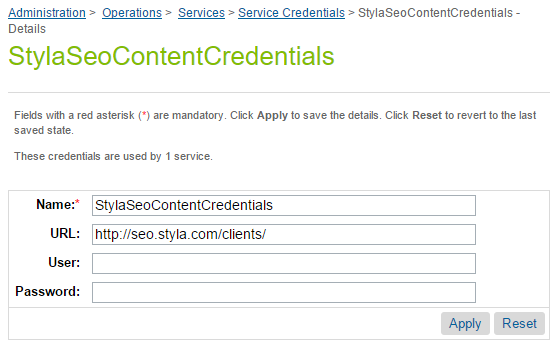 Administration > Operations > Services > Service Credentials > StylaSeoContentCredentials -
Details
StylaSeoContentCredentials
Fields with a red asterisk (*) are mandatory. Click Apply to save the details. Click Reset to revert to the last
saved state.
These credentials are used by 1 service.
Name:* StylaSeoContentCredentials
URL: http://seo.styla.com/clients/
User:
Password:
Apply Reset